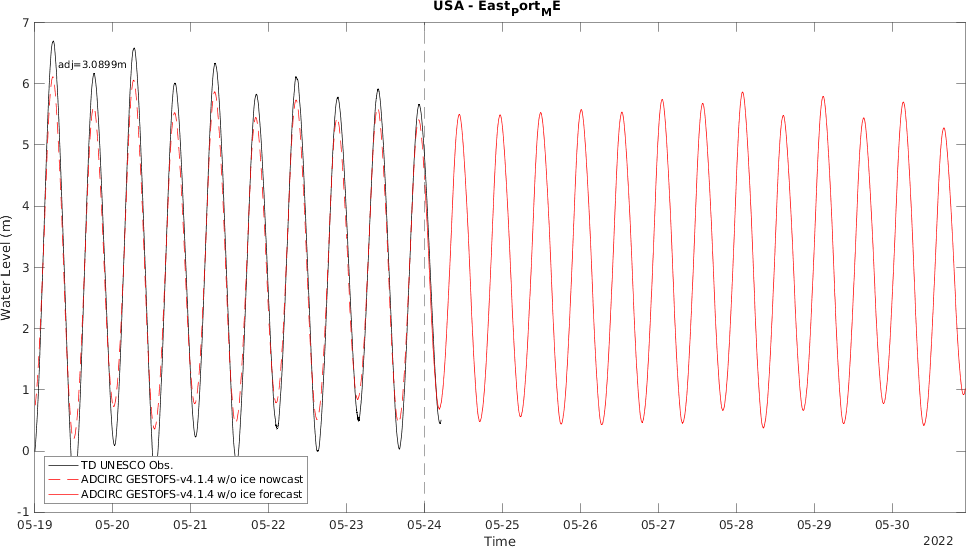 USA - EastPortME
7
adj=3.0899m
6
5
4
3
2
1
0
-1
Water Level (m)
TD UNESCO Obs.
ADCIRC GESTOFS-v4.1.4 w/o ice nowcast
ADCIRC GESTOFS-v4.1.4 w/o ice forecast
05-19 05-20 05-21 05-22 05-23 05-24 05-25 05-26 05-27 05-28 05-29 05-30
Time
2022